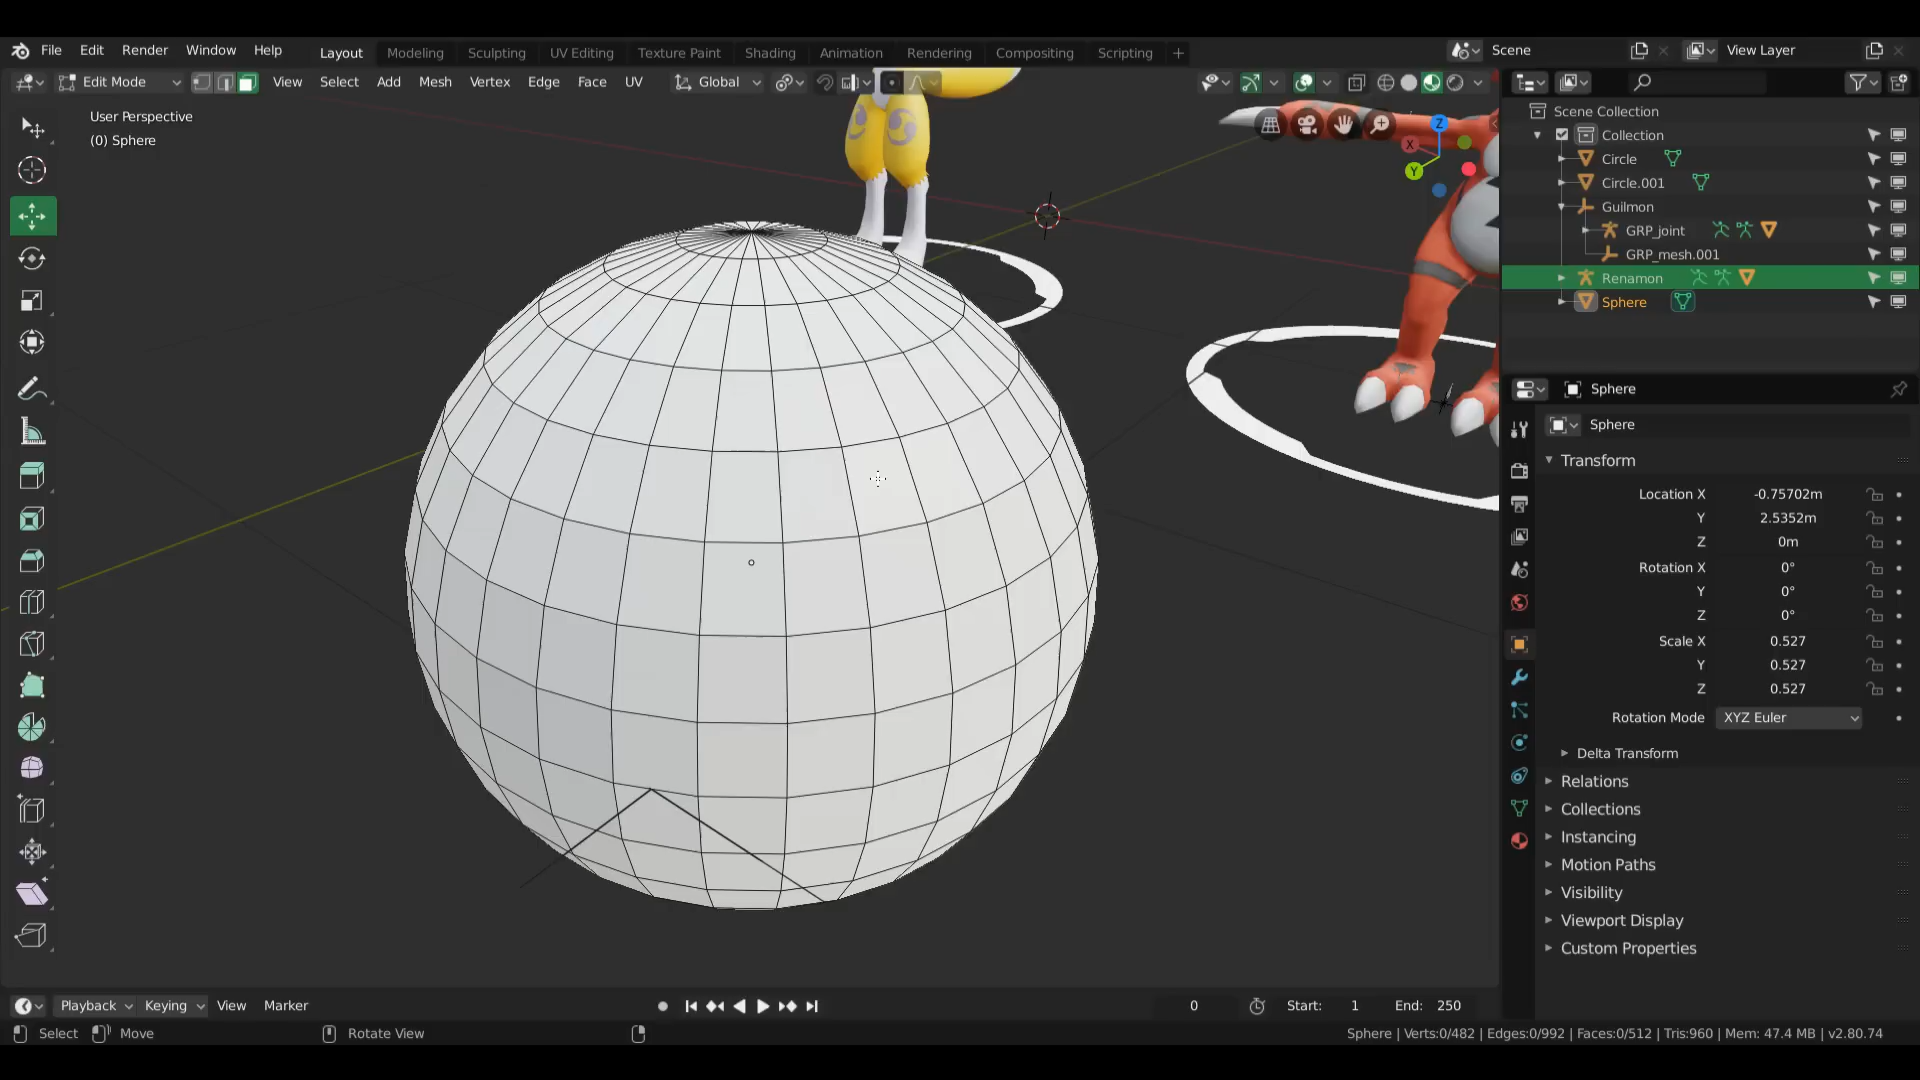 File Edit Render Window Help Layout Modeling Sculpting UV Editing Texture Paint Shading Animation Rendering Compositing Scripting + Scene View Layer
Edit Mode View Select Add Mesh Vertex Edge Face UV Global
User Perspective
(0) Sphere
Z
X
Y
Scene Collection
Collection
Circle
Circle.001
Guilmon
GRP_joint
GRP_mesh.001
Renamon
Sphere
Sphere
Sphere
Transform
Location X -0.75702m
Y 2.5352m
Z 0m
Rotation X 0°
Y 0°
Z 0°
Scale X 0.527
Y 0.527
Z 0.527
Rotation Mode XYZ Euler
Delta Transform
Relations
Collections
Instancing
Motion Paths
Visibility
Viewport Display
Custom Properties
Playback Keying View Marker 0 Start: 1 End: 250
Select Move Rotate View Sphere | Verts:0/482 | Edges:0/992 | Faces:0/512 | Tris:960 | Mem: 47.4 MB | v2.80.74